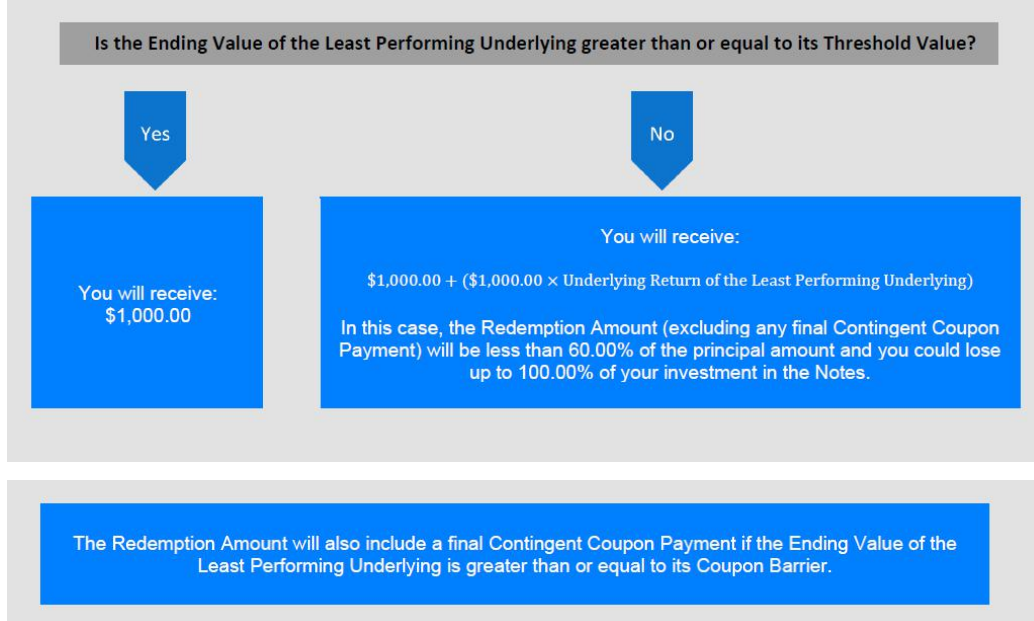 Is the Ending Value of the Least Performing Underlying greater than or equal to its Threshold Value?
Yes
No
You will receive:
$1,000.00
You will receive:
$1,000.00 + ($1,000.00 × Underlying Return of the Least Performing Underlying)
In this case, the Redemption Amount (excluding any final Contingent Coupon
Payment) will be less than 60.00% of the principal amount and you could lose
up to 100.00% of your investment in the Notes.
The Redemption Amount will also include a final Contingent Coupon Payment if the Ending Value of the
Least Performing Underlying is greater than or equal to its Coupon Barrier.